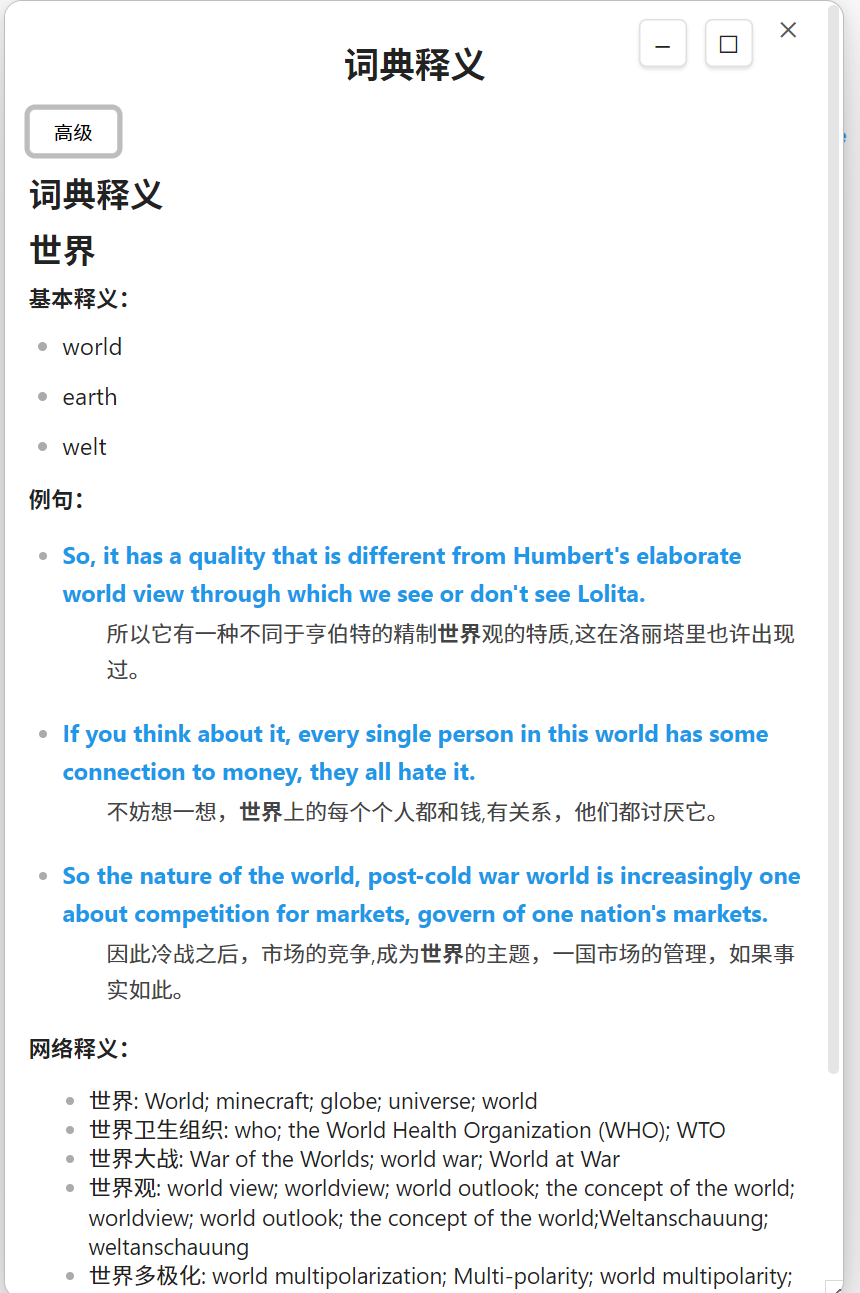 词典释义
高级
词典释义
世界
基本释义：
world
earth
welt
例句：
So, it has a quality that is different from Humbert's elaborate
world view through which we see or don't see Lolita.
所以它有一种不同于亨伯特的精制世界观的特质,这在洛丽塔里也许出现
过。
If you think about it, every single person in this world has some
connection to money, they all hate it.
不妨想一想，世界上的每个个人都和钱,有关系，他们都讨厌它。
So the nature of the world, post-cold war world is increasingly one
about competition for markets, govern of one nation's markets.
因此冷战之后，市场的竞争,成为世界的主题，一国市场的管理，如果事
实如此。
网络释义：
世界: World; minecraft; globe; universe; world
世界卫生组织: who; the World Health Organization (WHO); WTO
世界大战: War of the Worlds; world war; World at War
世界观: world view; worldview; world outlook; the concept of the world;
worldview; world outlook; the concept of the world;Weltanschauung;
weltanschauung
世界多极化: world multipolarization; Multi-polarity; world multipolarity;